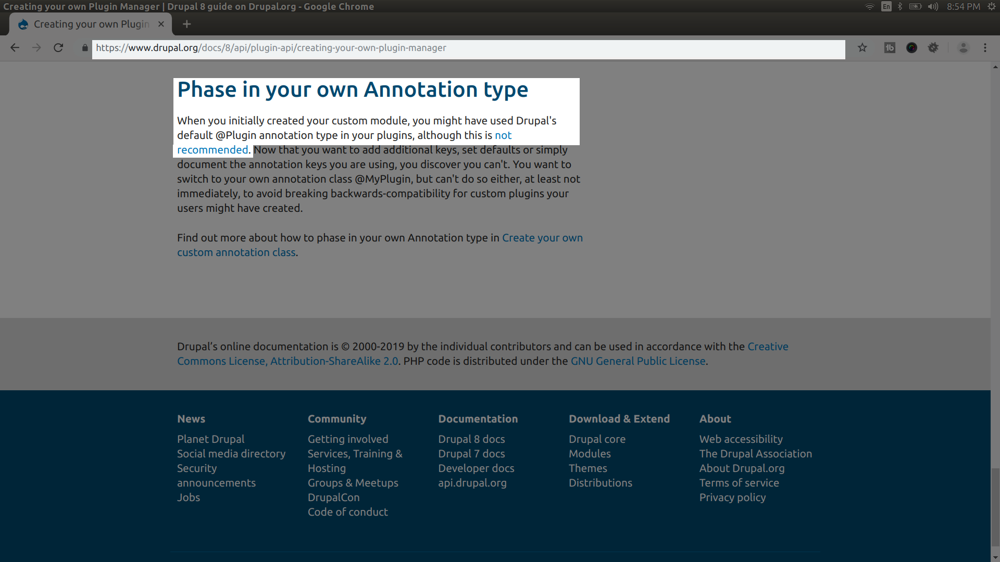 Creating your own Plugin Manager | Drupal 8 guide on Drupal.org - Google Chrome
En
8:54 PM
Creating your own Plugin
https://www.drupal.org/docs/8/api/plugin-api/creating-your-own-plugin-manager
Phase in your own Annotation type
When you initially created your custom module, you might have used Drupal's
default @Plugin annotation type in your plugins, although this is not
recommended. Now that you want to add additional keys, set defaults or simply
document the annotation keys you are using, you discover you can't. You want to
switch to your own annotation class @MyPlugin, but can't do so either, at least not
immediately, to avoid breaking backwards-compatibility for custom plugins your
users might have created.
Find out more about how to phase in your own Annotation type in Create your own
custom annotation class.
Drupal’s online documentation is © 2000-2019 by the individual contributors and can be used in accordance with the Creative
Commons License, Attribution-ShareAlike 2.0. PHP code is distributed under the GNU General Public License.
News
Planet Drupal
Social media directory
Security
announcements
Jobs
Community
Getting involved
Services, Training &
Hosting
Groups & Meetups
DrupalCon
Code of conduct
Documentation
Drupal 8 docs
Drupal 7 docs
Developer docs
api.drupal.org
Download & Extend
Drupal core
Modules
Themes
Distributions
About
Web accessibility
The Drupal Association
About Drupal.org
Terms of service
Privacy policy